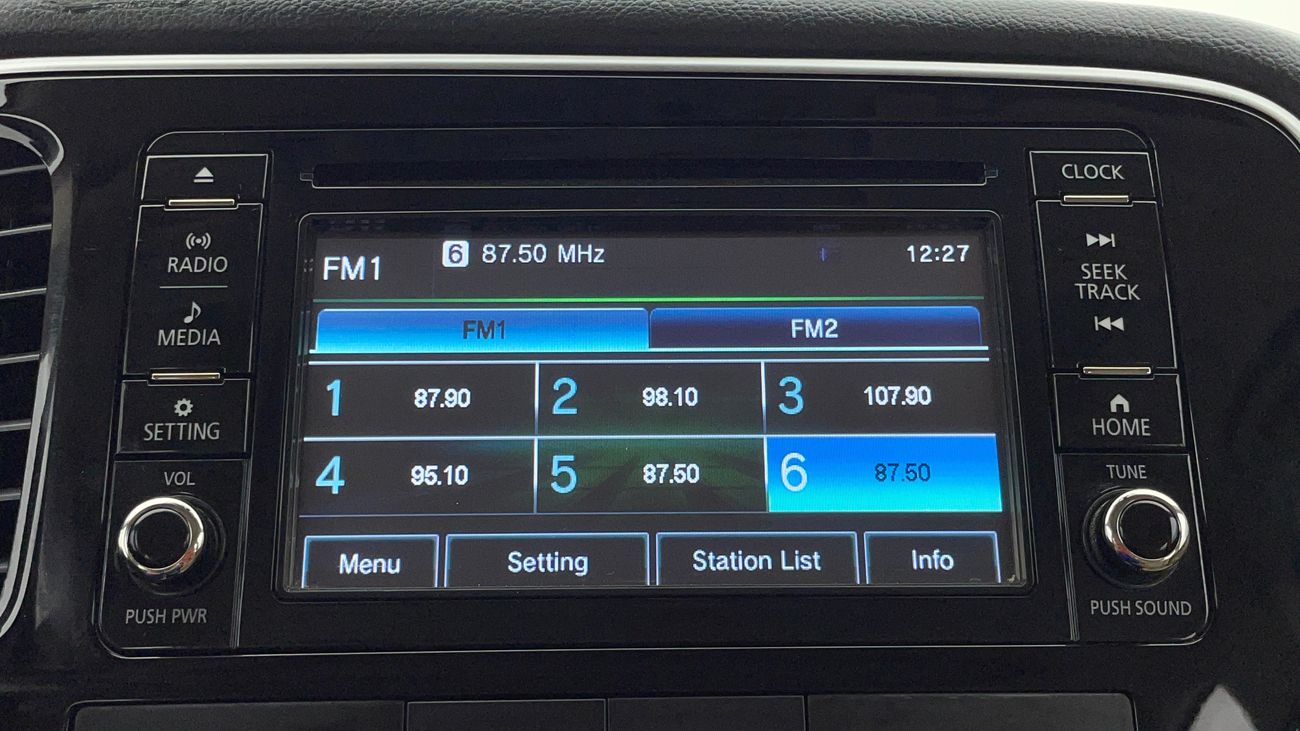 RADIO
MEDIA
SETTING
VOL
PUSH PWR
FM1
6 87.50 MHz
12:27
FM1
FM2
1 87.90
2 98.10
3 107.90
4 95.10
5 87.50
6 87.50
Menu
Setting
Station List
Info
CLOCK
SEEK
TRACK
HOME
TUNE
PUSH SOUND